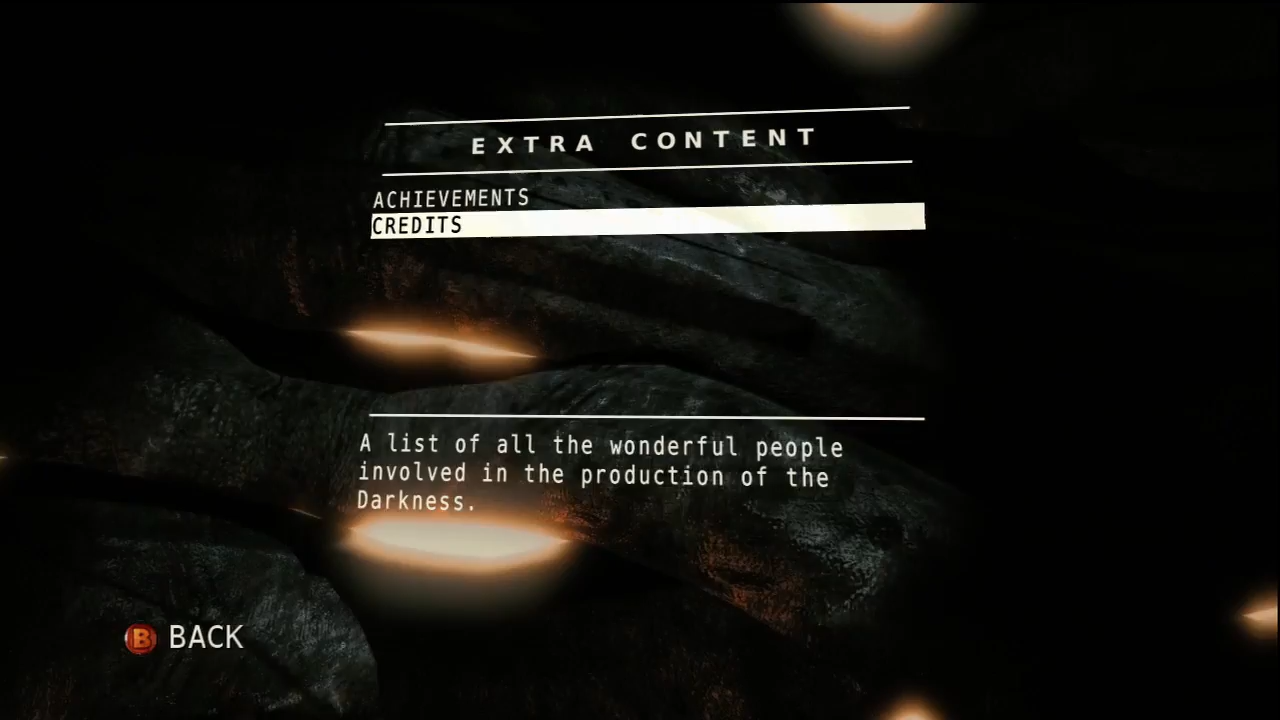 EXTRA CONTENT
ACHIEVEMENTS
CREDITS
A list of all the wonderful people
involved in the production of the
Darkness.
B BACK